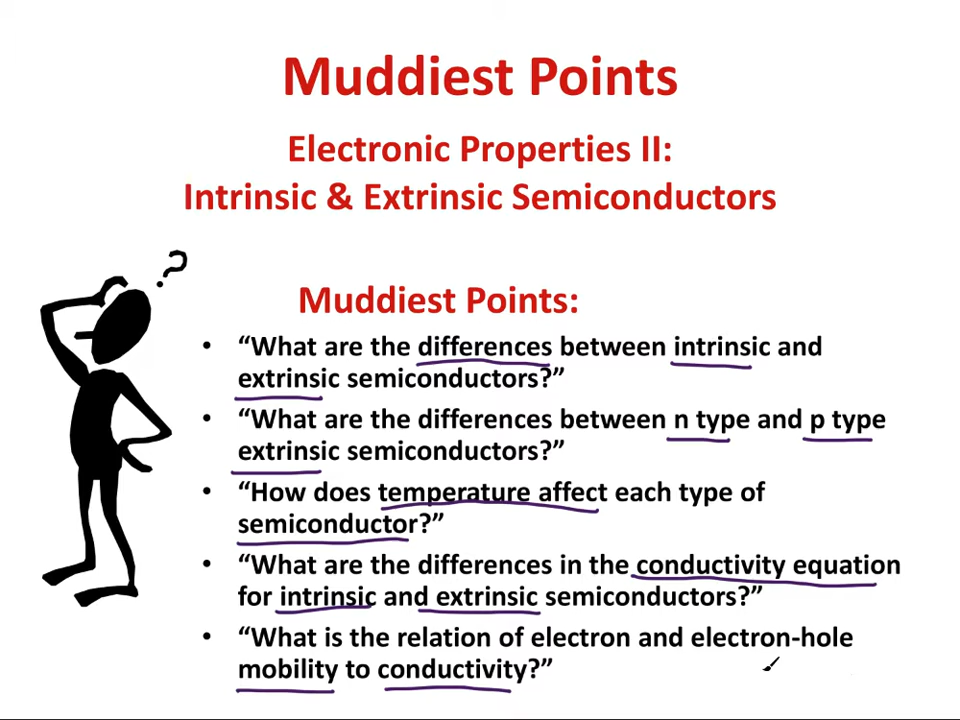 Muddiest Points
Electronic Properties II:
Intrinsic & Extrinsic Semiconductors
?
Muddiest Points:
• “What are the differences between intrinsic and
extrinsic semiconductors?”
• “What are the differences between n type and p type
extrinsic semiconductors?”
• “How does temperature affect each type of
semiconductor?”
• “What are the differences in the conductivity equation
for intrinsic and extrinsic semiconductors?”
• “What is the relation of electron and electron-hole
mobility to conductivity?”